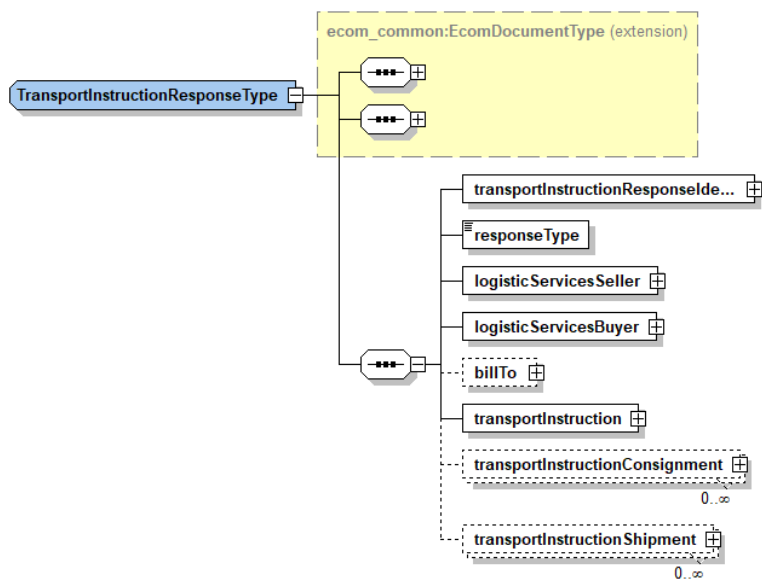 ecom_common:EcomDocumentType (extension)
TransportInstructionResponseType
transportInstructionResponseIde...
responseType
logisticServicesSeller
logisticServicesBuyer
billTo
transportInstruction
transportInstructionConsignment
0..∞
transportInstructionShipment
0..∞